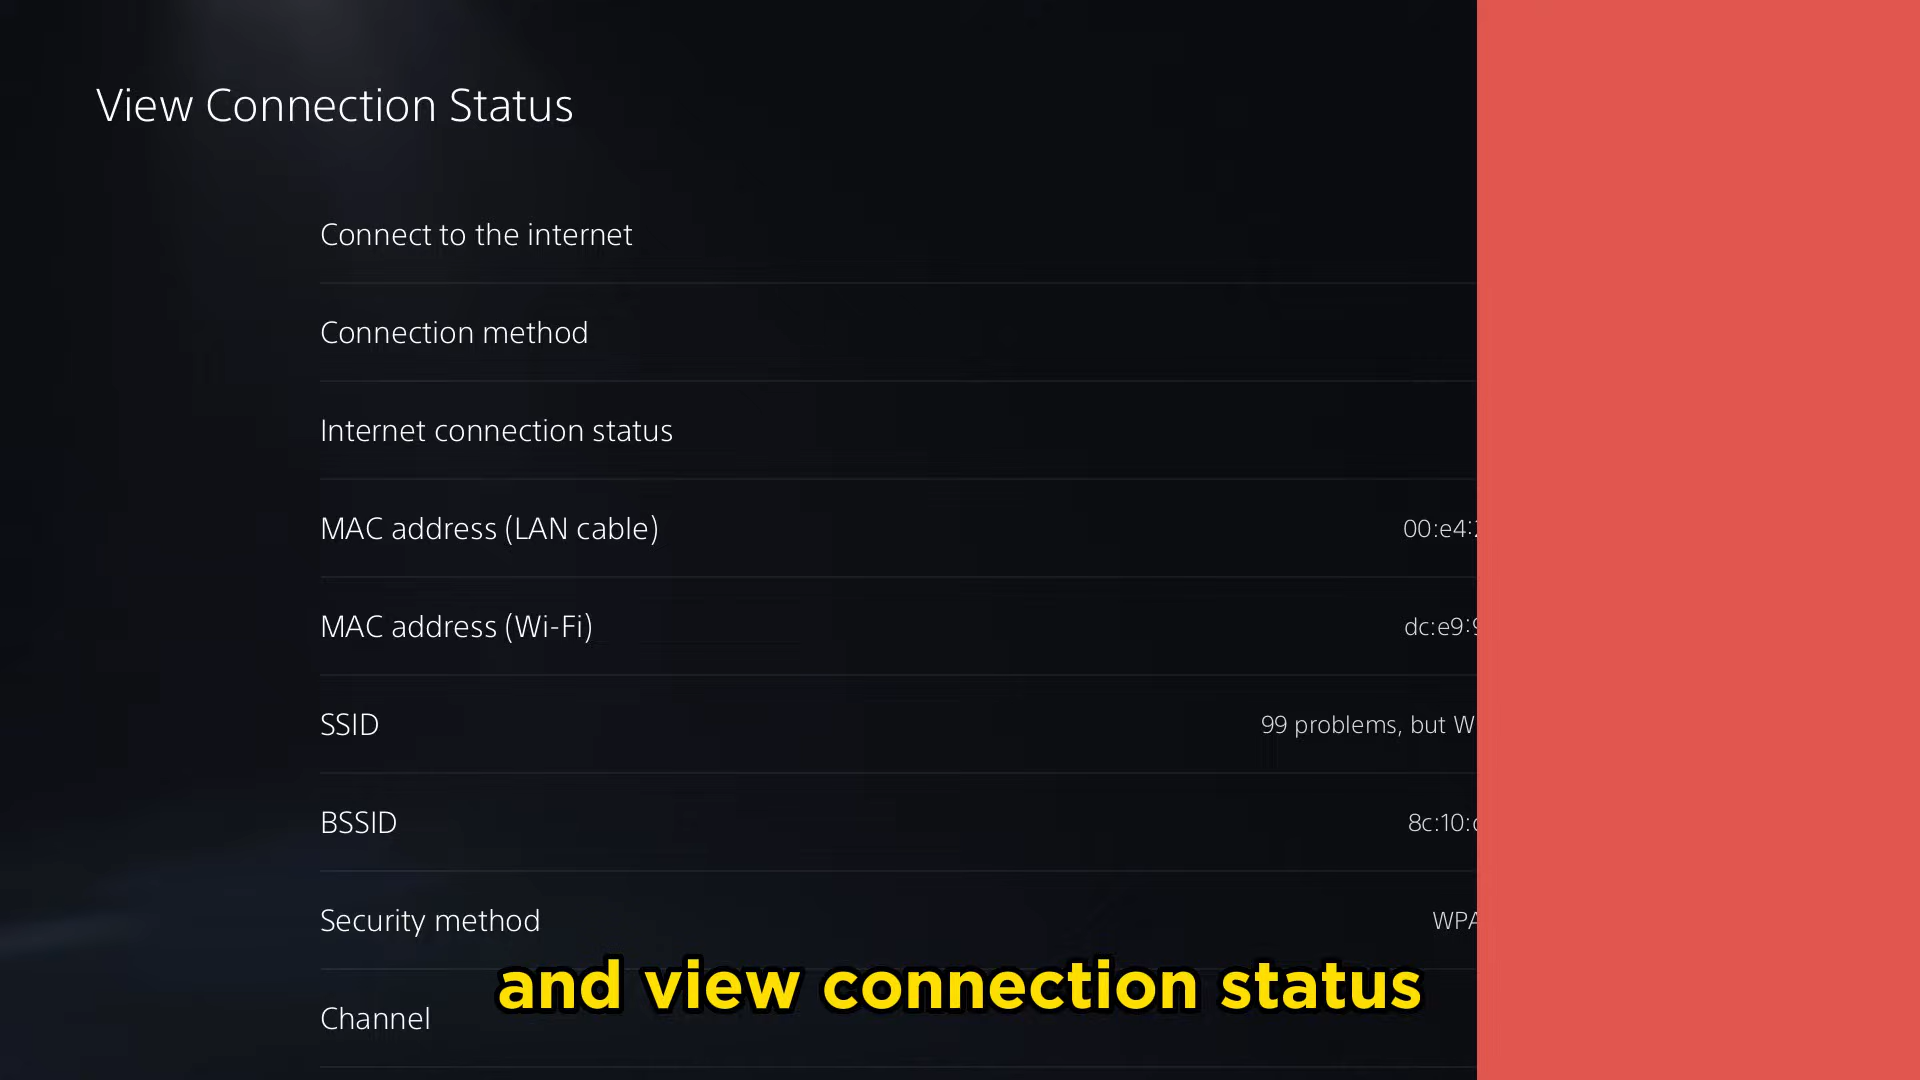 View Connection Status
Connect to the internet
Connection method
Internet connection status
MAC address (LAN cable) 00:e4:
MAC address (Wi-Fi) dc:e9:
SSID 99 problems, but W
BSSID 8c:10:
Security method WPA
and view connection status
Channel